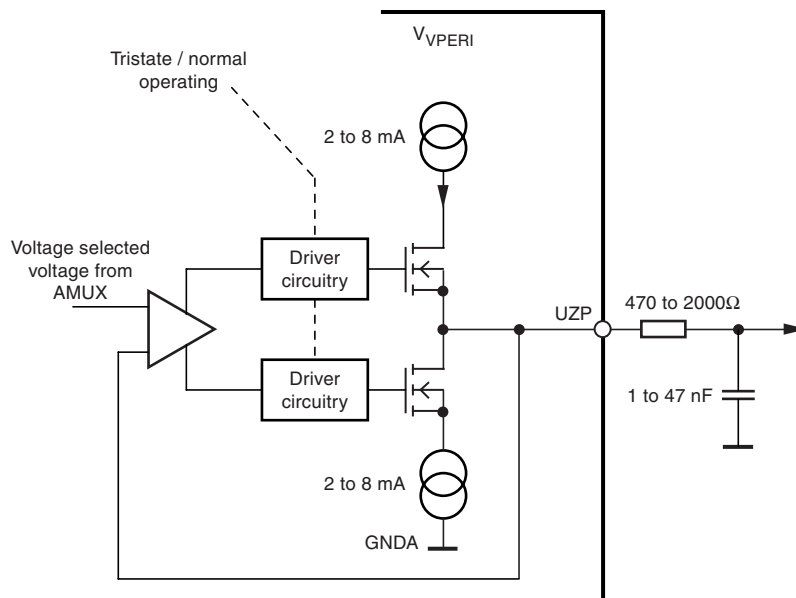 V_VPERI
Tristate / normal
operating
2 to 8 mA
Voltage selected
voltage from
AMUX
Driver
circuitry
UZP
470 to 2000Ω
Driver
circuitry
1 to 47 nF
2 to 8 mA
GNDA